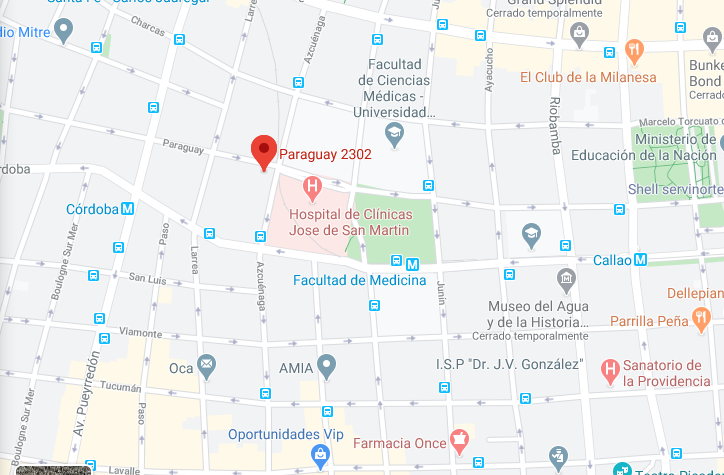 Santa Fe - Carlos Jáuregui
Grand Splendid
Cerrado temporalmente
Charcas
dio Mitre
Azcuénaga
Facultad
de Ciencias
Médicas -
Universidad...
Ayacucho
El Club de la Milanesa
Bunke
Bond
Cerrado
Riobamba
Marcelo Torcuato d
Ministerio de
Educación de la Nación
Paraguay
Paraguay 2302
órdoba
Shell servinorte
Hospital de Clínicas
Jose de San Martin
Córdoba M
Boulogne Sur Mer
Paso
Larrea
Azcuénaga
M
Facultad de Medicina
Junín
Callao M
San Luis
Museo del Agua
y de la Historia...
Cerrado temporalmente
Dellepian
Parrilla Peña
Viamonte
Oca
AMIA
I.S.P "Dr. J.V. González"
Sanatorio de
la Providencia
Tucumán
Av. Pueyrredón
Boulogne Sur Mer
Paso
Oportunidades Vip
Farmacia Once
Lavalle